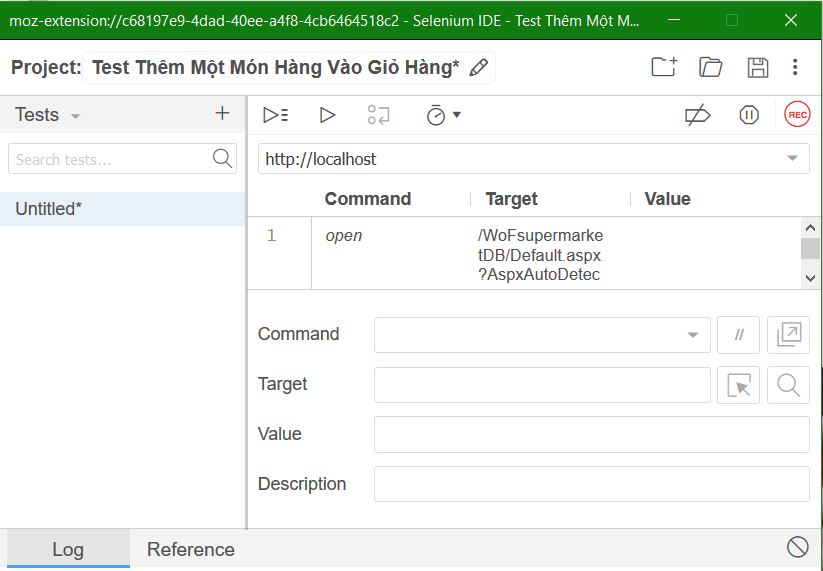 moz-extension://c68197e9-4dad-40ee-a4f8-4cb6464518c2 - Selenium IDE - Test Thêm Một M...
Project: Test Thêm Một Món Hàng Vào Giỏ Hàng*
Tests
REC
Search tests...
http://localhost
Command Target Value
Untitled*
1 open /WoFsupermarke
tDB/Default.aspx
?AspxAutoDetec
Command
//
Target
Value
Description
Log Reference